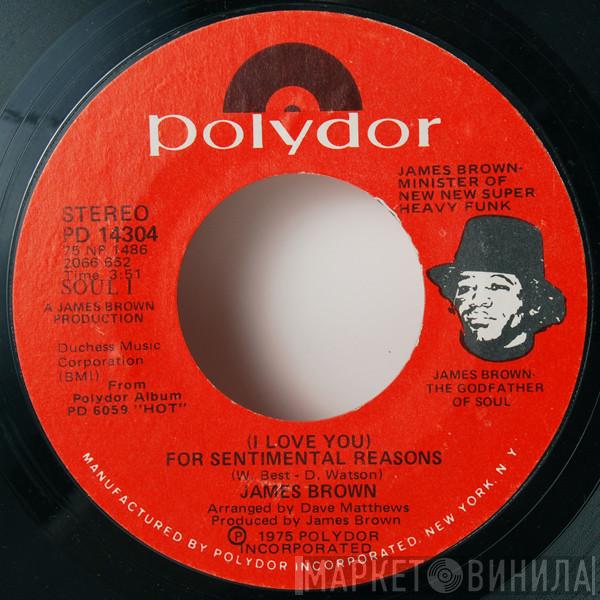 polydor
STEREO
PD 14304
75 NP 1486
2066 652
Time 3:51
SOUL 1
A JAMES BROWN
PRODUCTION
Duchess Music
Corporation
(BMI)
From
Polydor Album
PD 6059 "HOT"
JAMES BROWN-
MINISTER OF
NEW NEW SUPER
HEAVY FUNK
JAMES BROWN-
THE GODFATHER
OF SOUL
(I LOVE YOU)
FOR SENTIMENTAL REASONS
(W. Best - D. Watson)
JAMES BROWN
Arranged by Dave Matthews
Produced by James Brown
Ⓟ 1975 POLYDOR
INCORPORATED
MANUFACTURED BY POLYDOR INCORPORATED, NEW YORK, N.Y.
МАРКЕТ ВИНИЛА